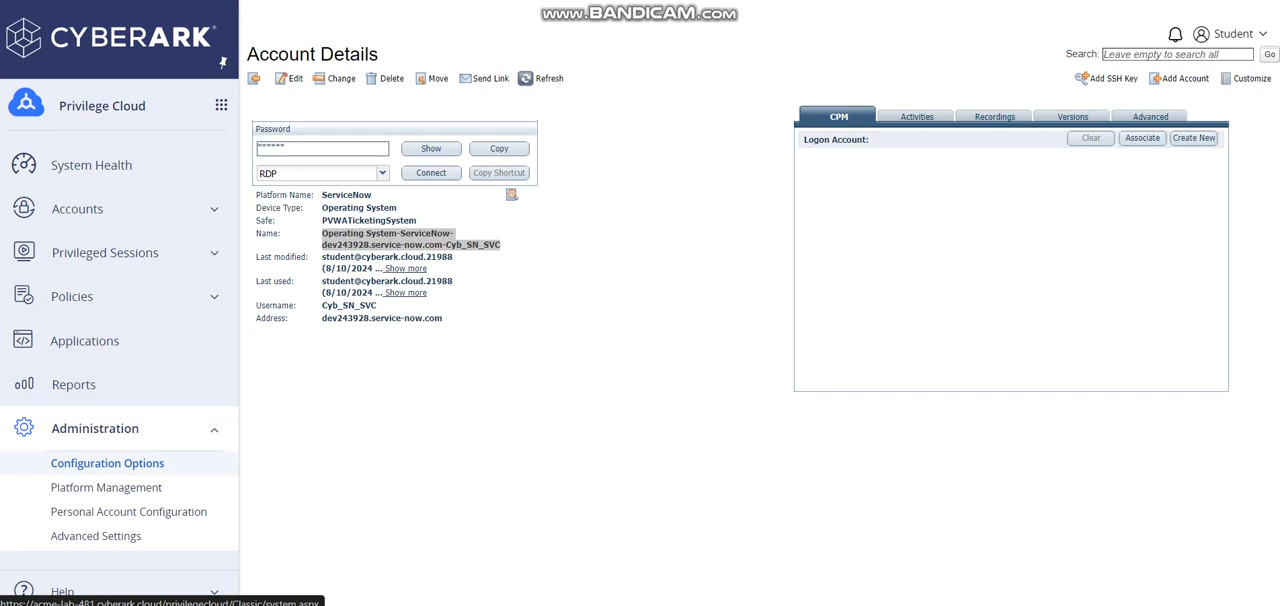 www.BANDICAM.com
CYBERARK
Account Details
Student
Search: Leave empty to search all Go
Edit Change Delete Move Send Link Refresh
Add SSH Key Add Account Customize
Privilege Cloud
System Health
Accounts
Privileged Sessions
Policies
Applications
Reports
Administration
Configuration Options
Platform Management
Personal Account Configuration
Advanced Settings
Help
https://acme-lab-481.cyberark.cloud/privilegecloud/Classic/system.aspx
Password
****** Show Copy
RDP Connect Copy Shortcut
Platform Name: ServiceNow
Device Type: Operating System
Safe: PVWATicketingSystem
Name: Operating System-ServiceNow-
dev243928.service-now.com-Cyb_SN_SVC
Last modified: student@cyberark.cloud.21988
(8/10/2024 ... Show more
Last used: student@cyberark.cloud.21988
(8/10/2024 ... Show more
Username: Cyb_SN_SVC
Address: dev243928.service-now.com
CPM Activities Recordings Versions Advanced
Logon Account: Clear Associate Create New